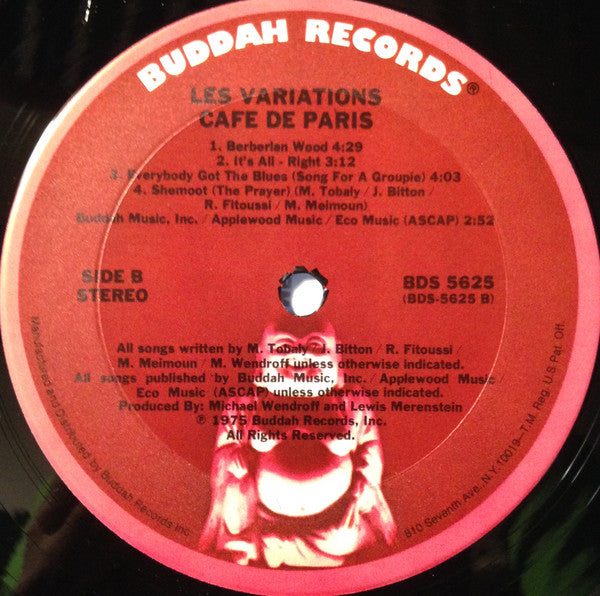 BUDDAH RECORDS®
LES VARIATIONS
CAFE DE PARIS
1. Berberian Wood 4:29
2. It's All - Right 3:12
3. Everybody Got The Blues (Song For A Groupie) 4:03
4. Shemoot (The Prayer) (M. Tobaly / J. Bitton /
R. Fitoussi / M. Meimoun)
Buddah Music, Inc. / Applewood Music / Eco Music (ASCAP) 2:52
SIDE B
STEREO
BDS 5625
(BDS-5625 B)
All songs written by M. Tobaly / J. Bitton / R. Fitoussi /
M. Meimoun / M. Wendroff unless otherwise indicated.
All songs published by Buddah Music, Inc. / Applewood Music /
Eco Music (ASCAP) unless otherwise indicated.
Produced By: Michael Wendroff and Lewis Merenstein
℗ 1975 Buddah Records, Inc.
All Rights Reserved.
Manufactured and Distributed by Buddah Records Inc
810 Seventh Ave., N.Y. 10019—T.M. Reg. U.S. Pat. Off.